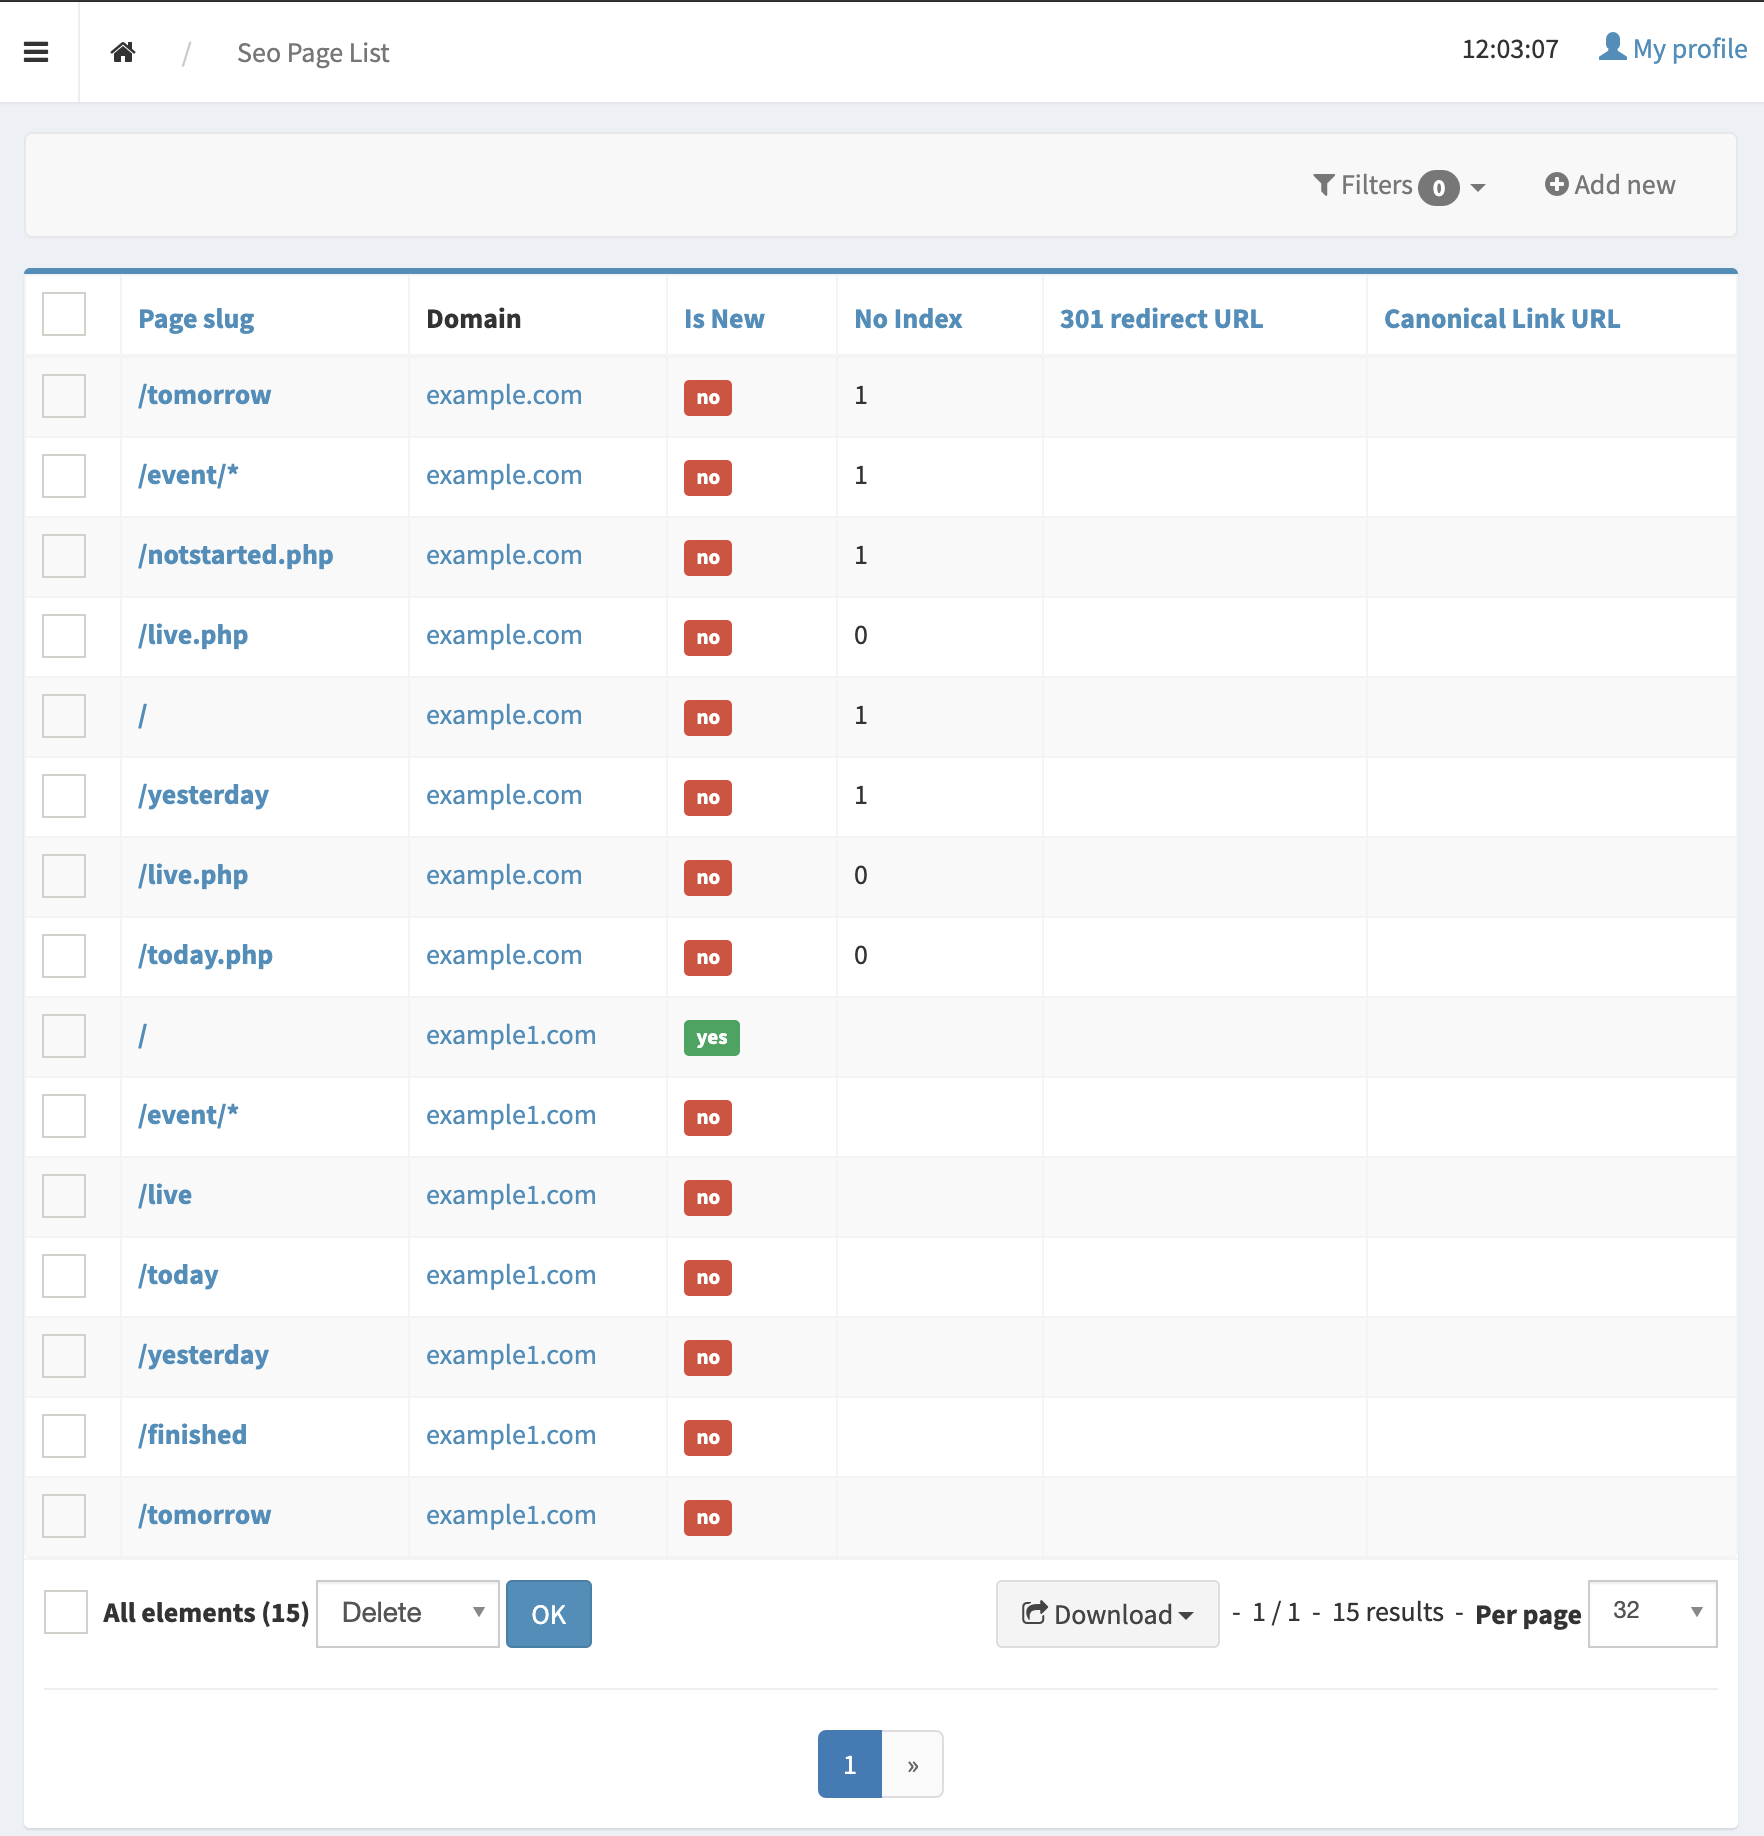 / Seo Page List 12:03:07 My profile
Filters 0 Add new
Page slug Domain Is New No Index 301 redirect URL Canonical Link URL
/tomorrow example.com no 1
/event/* example.com no 1
/notstarted.php example.com no 1
/live.php example.com no 0
/ example.com no 1
/yesterday example.com no 1
/live.php example.com no 0
/today.php example.com no 0
/ example1.com yes
/event/* example1.com no
/live example1.com no
/today example1.com no
/yesterday example1.com no
/finished example1.com no
/tomorrow example1.com no
All elements (15) Delete OK Download - 1 / 1 - 15 results - Per page 32
1 »